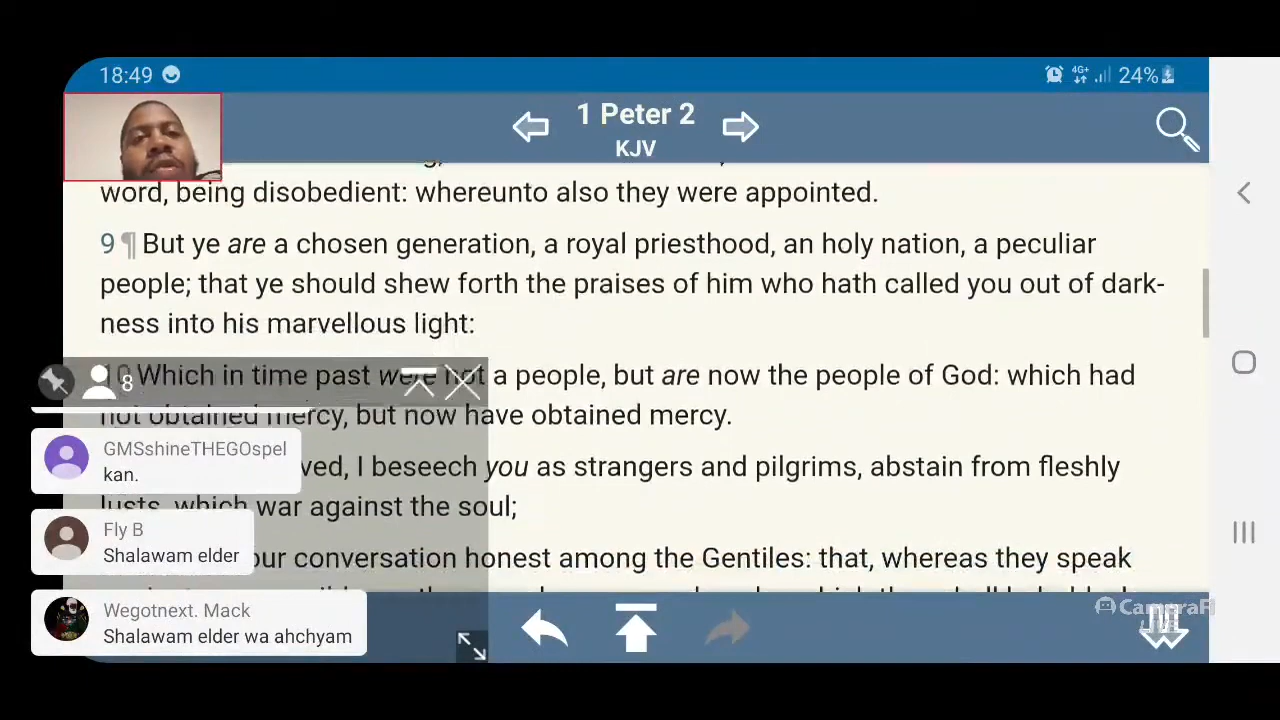 18:49
4G+
24%
1 Peter 2
KJV
word, being disobedient: whereunto also they were appointed.
9 ¶ But ye are a chosen generation, a royal priesthood, an holy nation, a peculiar
people; that ye should shew forth the praises of him who hath called you out of dark-
ness into his marvellous light:
10 Which in time past were not a people, but are now the people of God: which had
not obtained mercy, but now have obtained mercy.
ved, I beseech you as strangers and pilgrims, abstain from fleshly
lusts, which war against the soul;
our conversation honest among the Gentiles: that, whereas they speak
8
GMSshineTHEGOspel
kan.
Fly B
Shalawam elder
Wegotnext. Mack
Shalawam elder wa ahchyam
CameraFi
LIVE